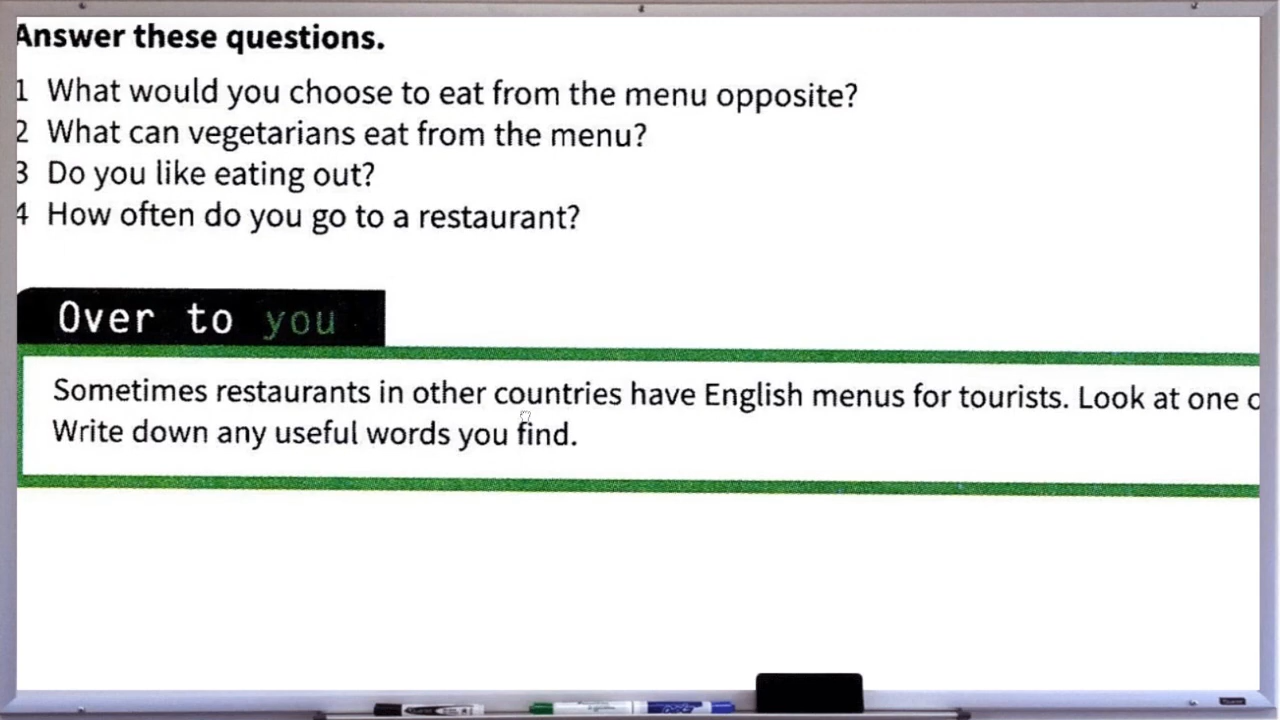 Answer these questions.
1 What would you choose to eat from the menu opposite?
2 What can vegetarians eat from the menu?
3 Do you like eating out?
4 How often do you go to a restaurant?
Over to you
Sometimes restaurants in other countries have English menus for tourists. Look at one o
Write down any useful words you find.